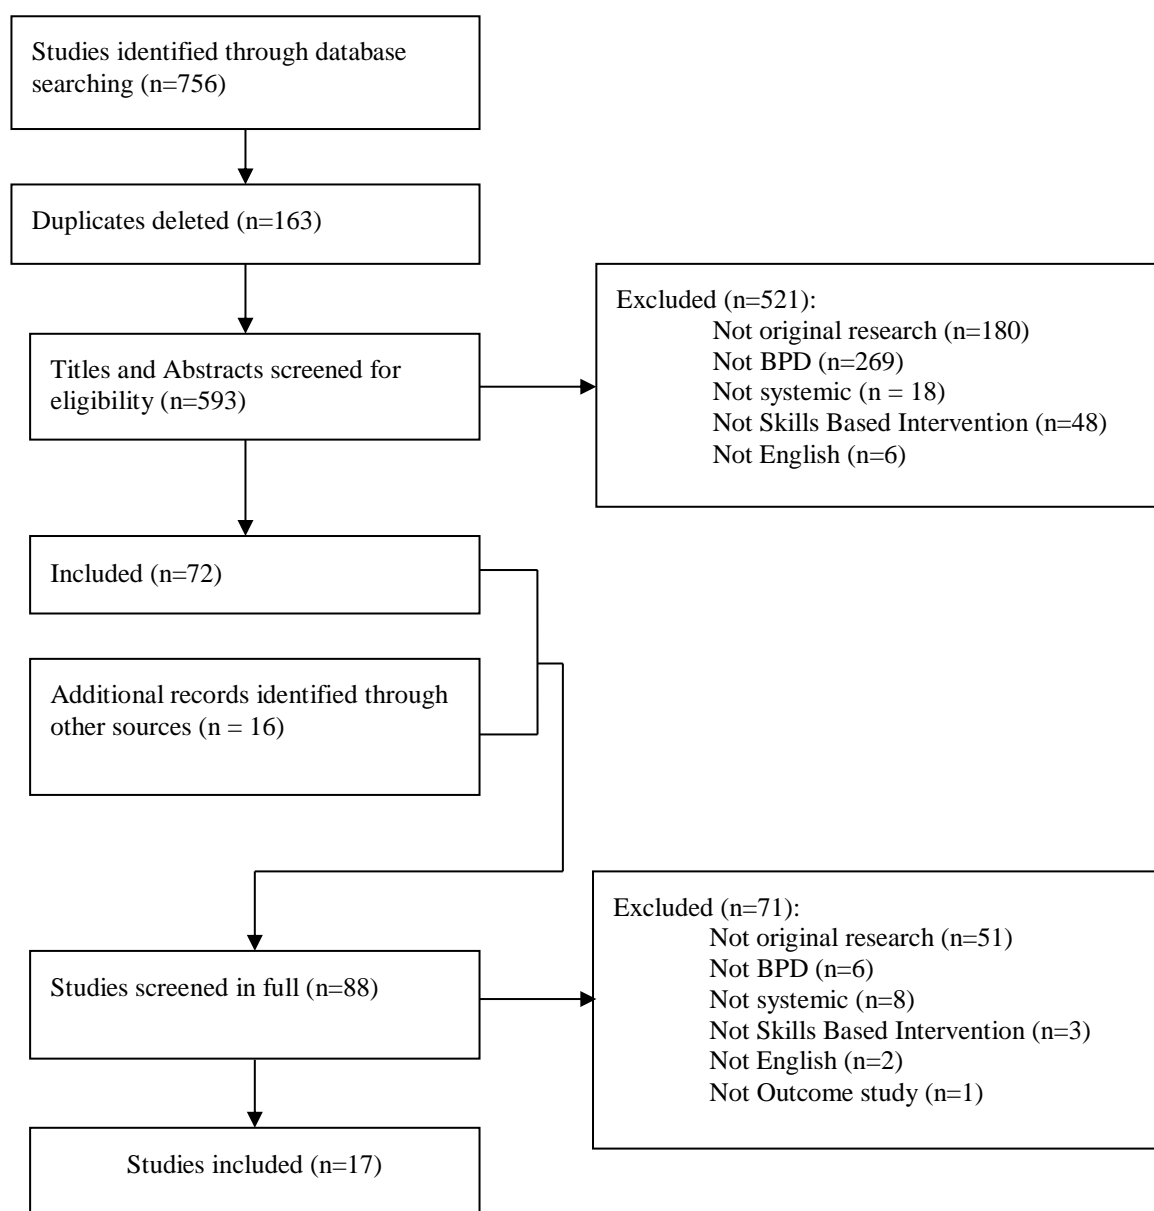 Studies identified through database
searching (n=756)
Duplicates deleted (n=163)
Titles and Abstracts screened for
eligibility (n=593)
Excluded (n=521):
Not original research (n=180)
Not BPD (n=269)
Not systemic (n = 18)
Not Skills Based Intervention (n=48)
Not English (n=6)
Included (n=72)
Additional records identified through
other sources (n = 16)
Studies screened in full (n=88)
Excluded (n=71):
Not original research (n=51)
Not BPD (n=6)
Not systemic (n=8)
Not Skills Based Intervention (n=3)
Not English (n=2)
Not Outcome study (n=1)
Studies included (n=17)